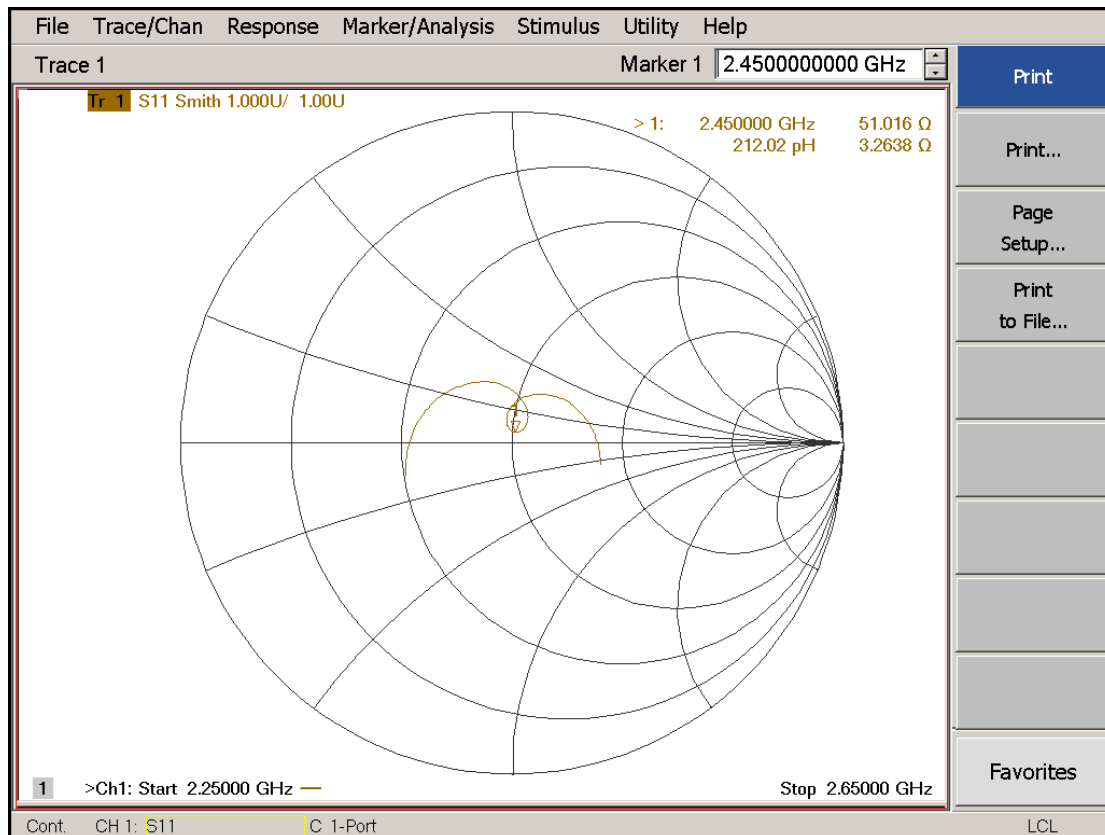 File Trace/Chan Response Marker/Analysis Stimulus Utility Help
Trace 1 Marker 1 2.4500000000 GHz
Print
Tr 1 S11 Smith 1.000U/ 1.00U
> 1: 2.450000 GHz 51.016 Ω
212.02 pH 3.2638 Ω
Print...
Page
Setup...
Print
to File...
1
Favorites
1 >Ch1: Start 2.25000 GHz Stop 2.65000 GHz
Cont. CH 1: S11 C 1-Port LCL